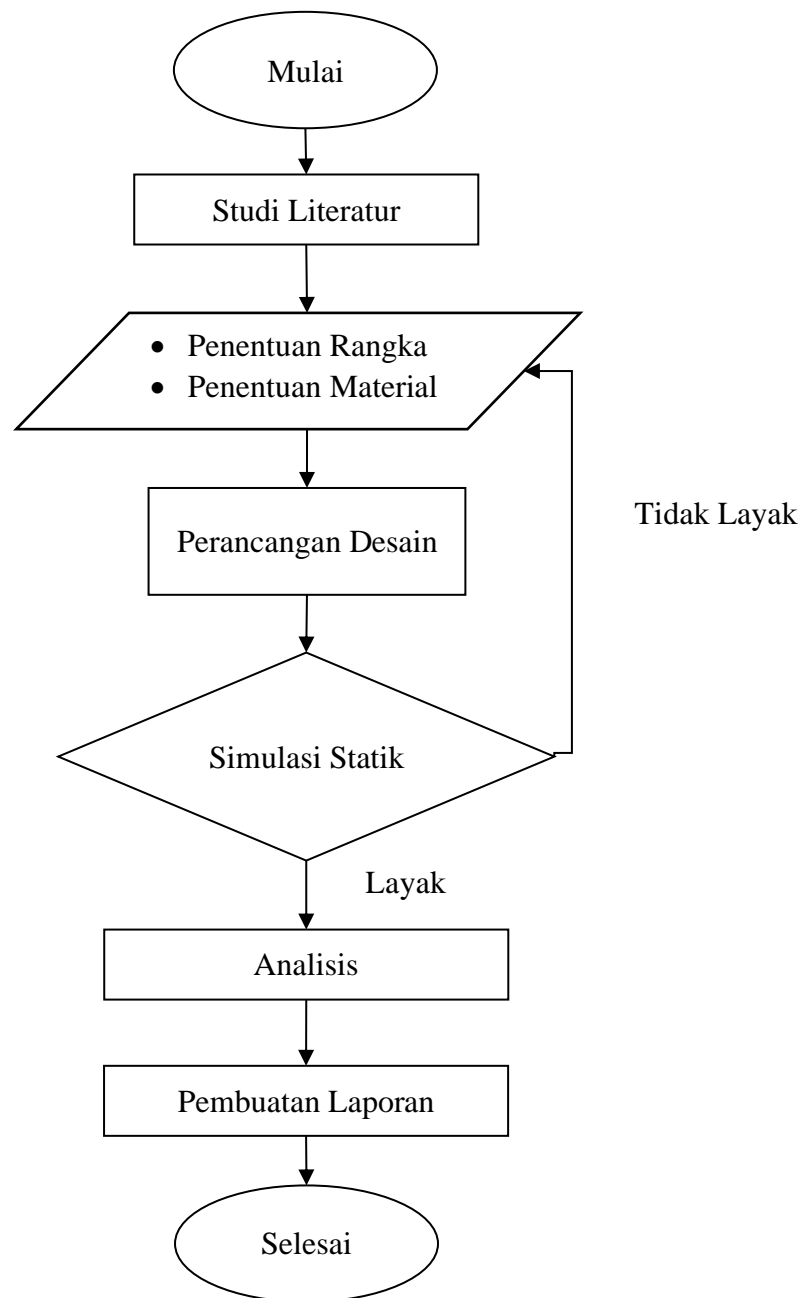 Mulai
Studi Literatur
• Penentuan Rangka
• Penentuan Material
Perancangan Desain
Tidak Layak
Simulasi Statik
Layak
Analisis
Pembuatan Laporan
Selesai